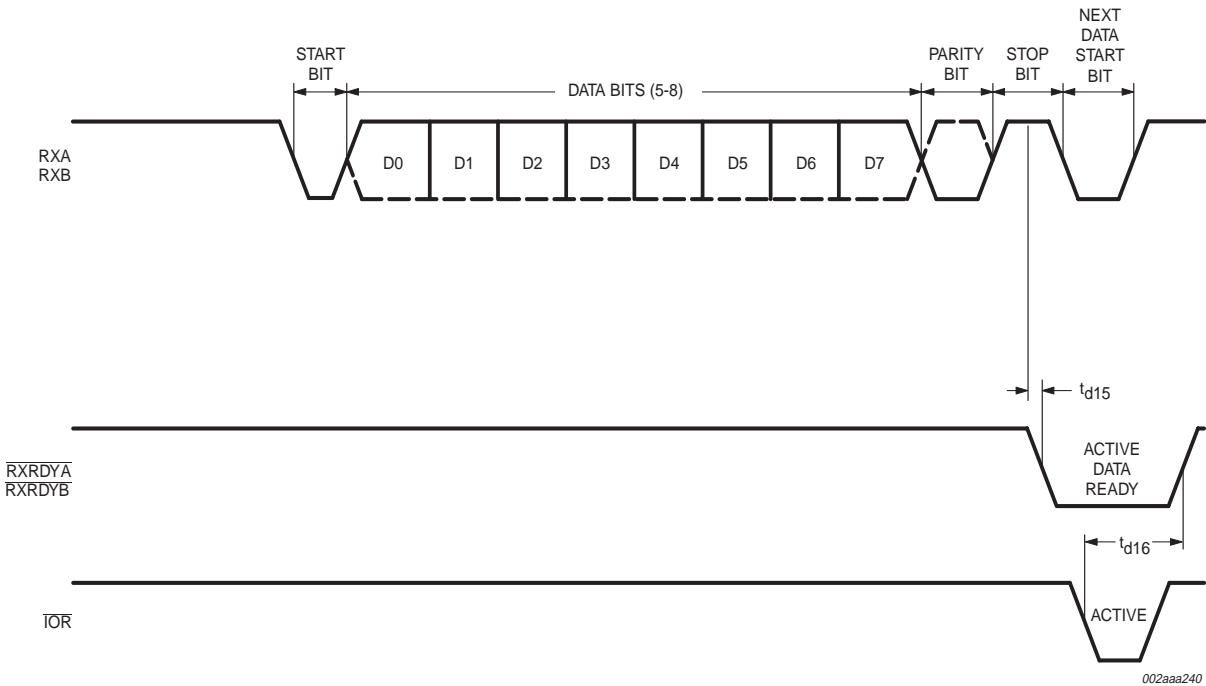 START
BIT
DATA BITS (5-8)
PARITY
BIT
STOP
BIT
NEXT
DATA
START
BIT
RXA
RXB
D0 D1 D2 D3 D4 D5 D6 D7
td15
RXRDYA
RXRDYB
ACTIVE
DATA
READY
td16
IOR
ACTIVE
002aaa240